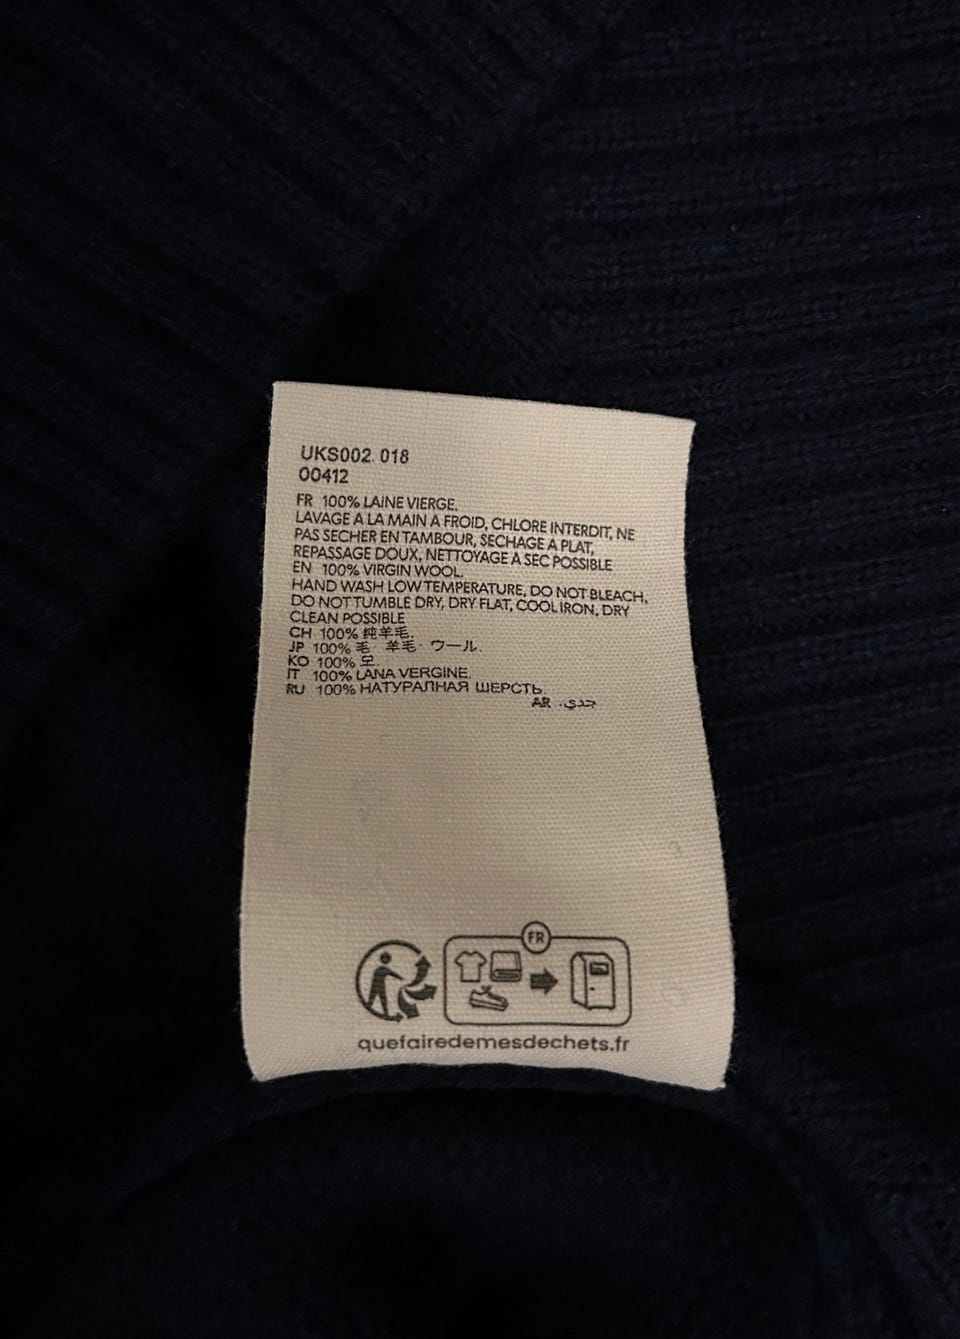 UKS002. 018
00412
FR 100% LAINE VIERGE.
LAVAGE A LA MAIN A FROID, CHLORE INTERDIT, NE
PAS SECHER EN TAMBOUR, SECHAGE A PLAT,
REPASSAGE DOUX, NETTOYAGE A SEC POSSIBLE
EN 100% VIRGIN WOOL.
HAND WASH LOW TEMPERATURE, DO NOT BLEACH,
DO NOT TUMBLE DRY, DRY FLAT, COOL IRON, DRY
CLEAN POSSIBLE
CH 100% 纯羊毛.
JP 100% 毛・羊毛・ウール.
KO 100% 모.
IT 100% LANA VERGINE.
RU 100% НАТУРАЛНАЯ ШЕРСТЬ.
AR
FR
quefairedemesdechets.fr